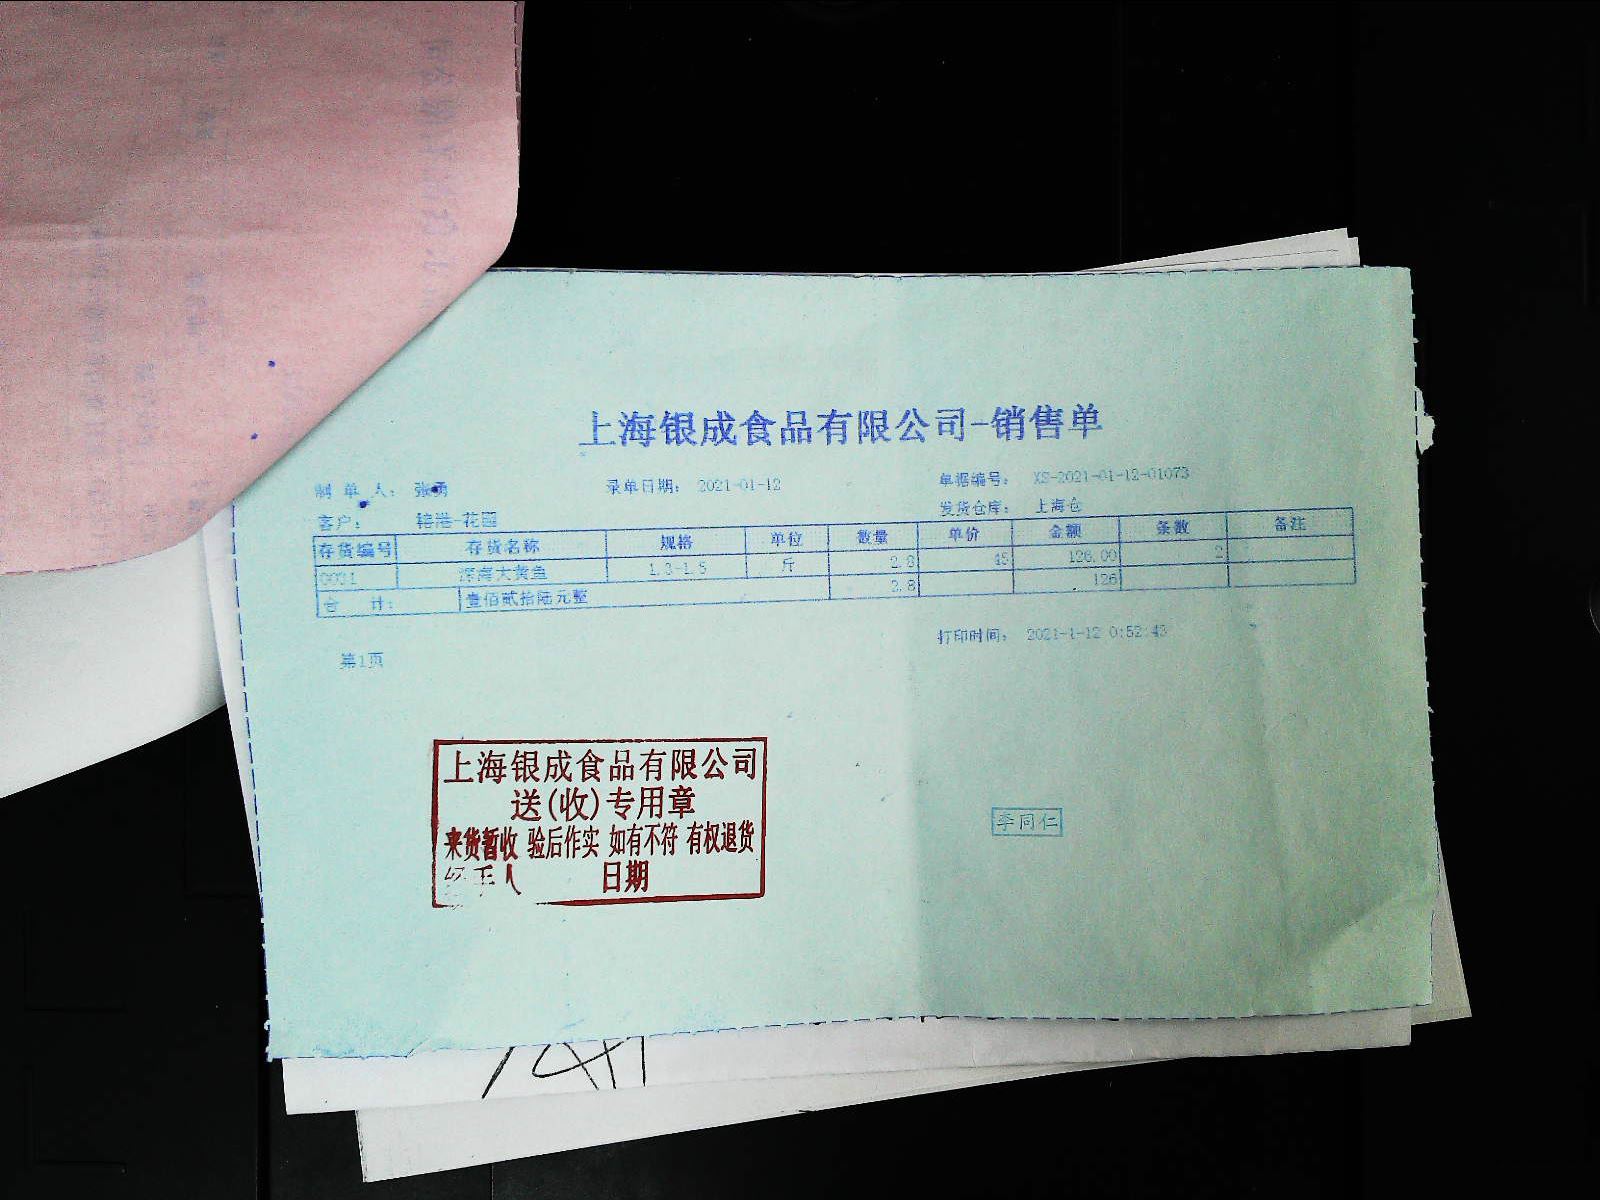 上海银成食品有限公司-销售单
制 单 人: 张勇 录单日期: 2021-01-12 单据编号: XS-2021-01-12-01073
客户: 榕港-花园 发货仓库: 上海仓
存货编号 存货名称 规格 单位 数量 单价 金额 条数 备注
0031 深海大黄鱼 1.3-1.5 斤 2.8 45 126.00 2
合 计: 壹佰贰拾陆元整 2.8 126
打印时间: 2021-1-12 0:52:43
第1页
上海银成食品有限公司
送(收)专用章
来货暂收 验后作实 如有不符 有权退货
经手人 日期
季同仁